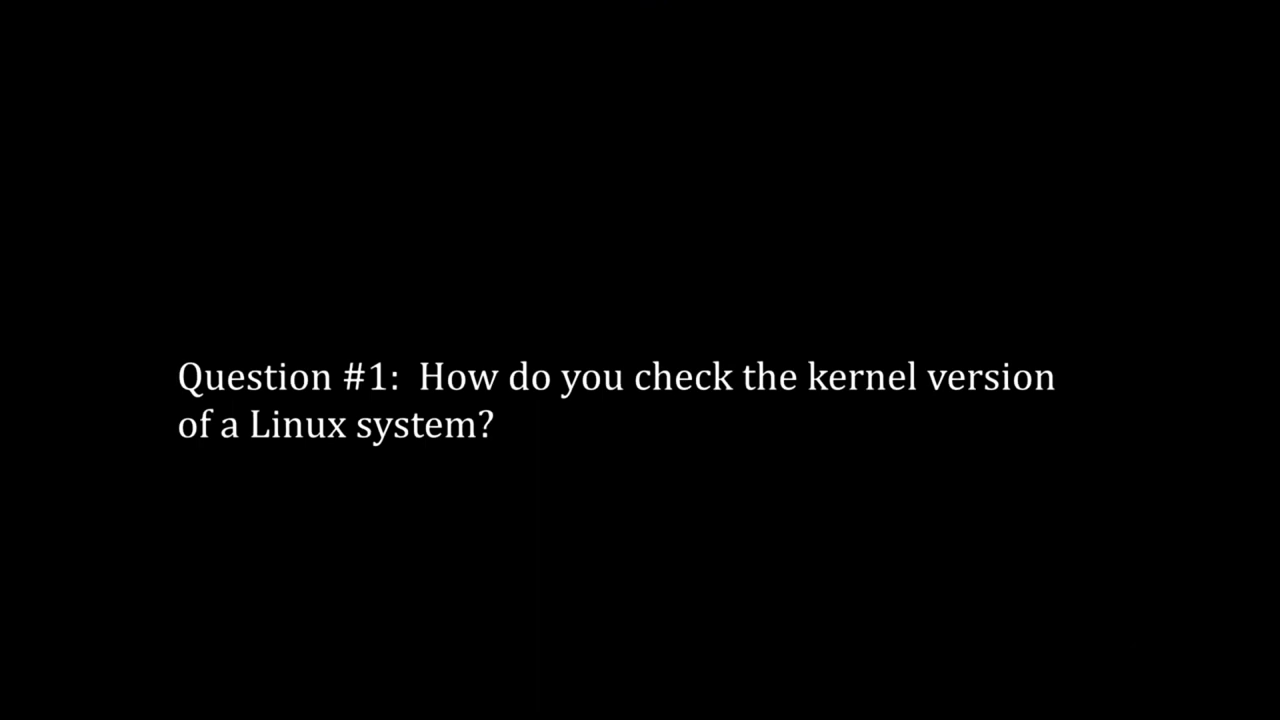 Question #1:  How do you check the kernel version
of a Linux system?